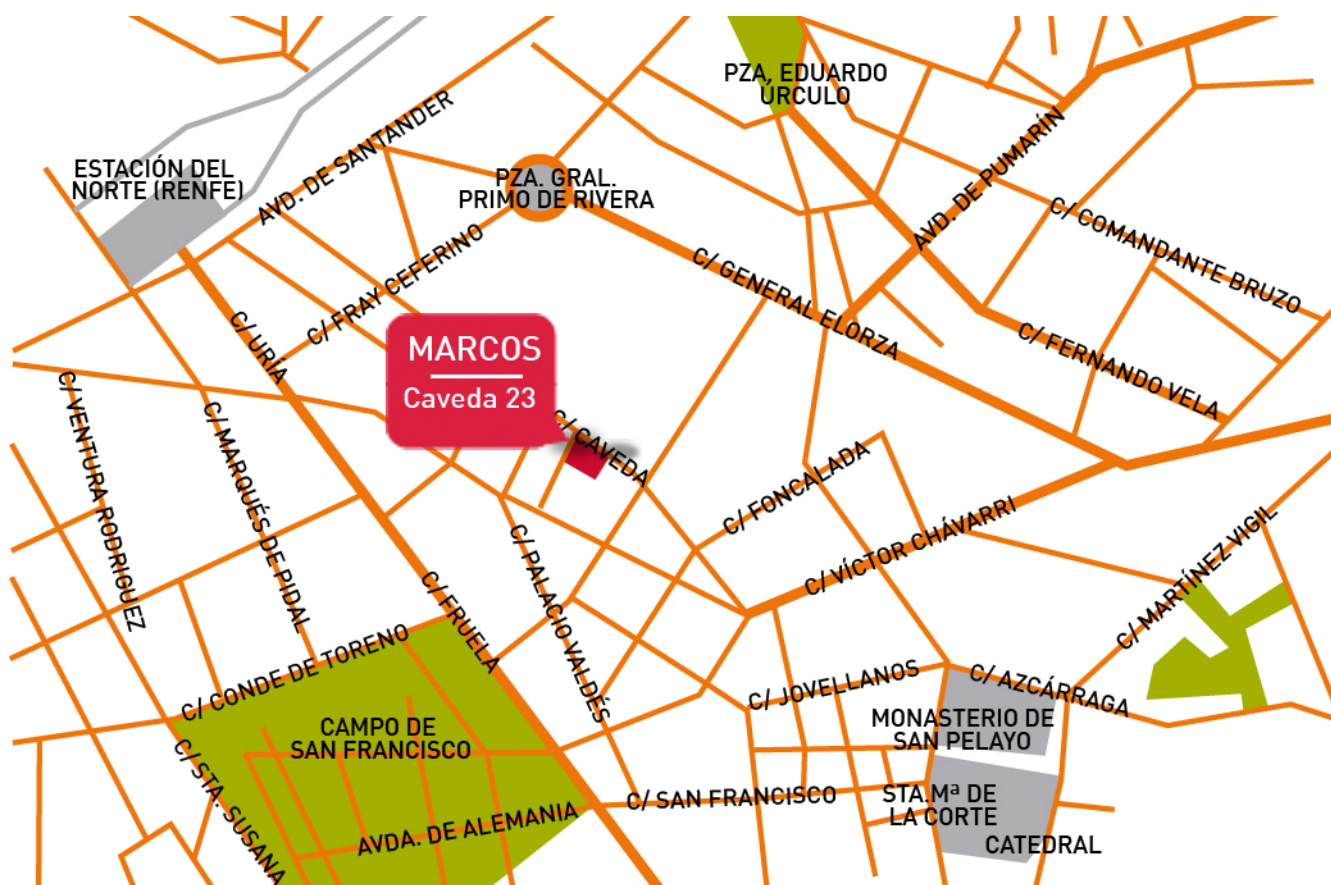 PZA, EDUARDO
ÚRCULO
AVD. DE SANTANDER
ESTACIÓN DEL
NORTE (RENFE)
PZA. GRAL.
PRIMO DE RIVERA
AVD. DE PUMARÍN
C/ COMANDANTE BRUZO
C/ FRAY CEFERINO
C/ GENERAL ELORZA
C/ URÍA
MARCOS
Caveda 23
C/ FERNANDO VELA
C/ VENTURA RODRIGUEZ
C/ MARQUÉS DE PIDAL
C/ CAVEDA
C/ FONCALADA
C/ VÍCTOR CHÁVARRI
C/ PALACIO VALDÉS
C/ MARTÍNEZ VIGIL
C/ FRUELA
C/ CONDE DE TORENO
C/ JOVELLANOS
C/ AZCÁRRAGA
CAMPO DE
SAN FRANCISCO
MONASTERIO DE
SAN PELAYO
C/ STA. SUSANA
AVDA. DE ALEMANIA
C/ SAN FRANCISCO
STA.Mª DE
LA CORTE
CATEDRAL